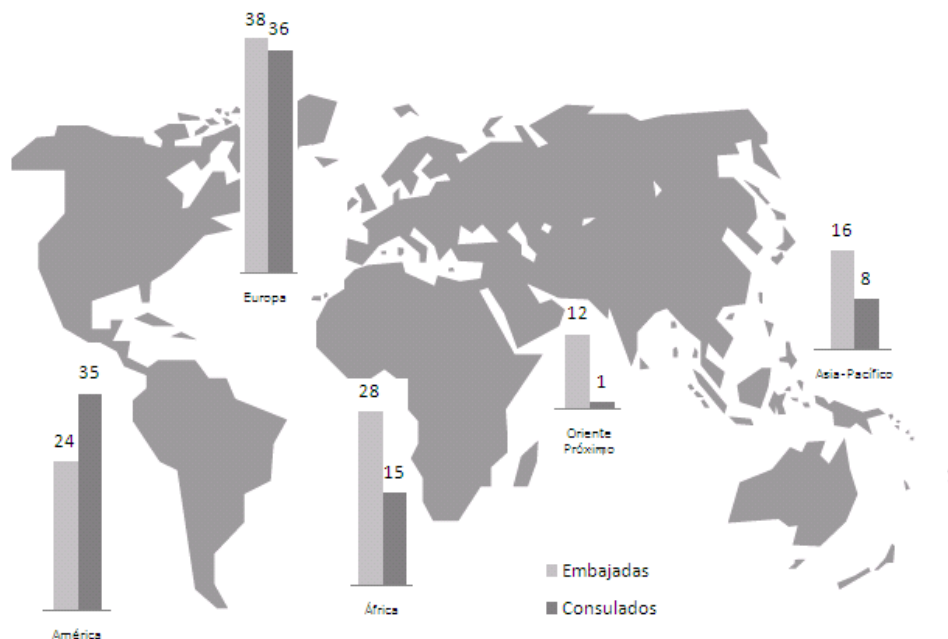 38
36
Europa
16
8
Asia-Pacífico
12
1
Oriente
Próximo
35
24
América
28
15
África
Embajadas
Consulados